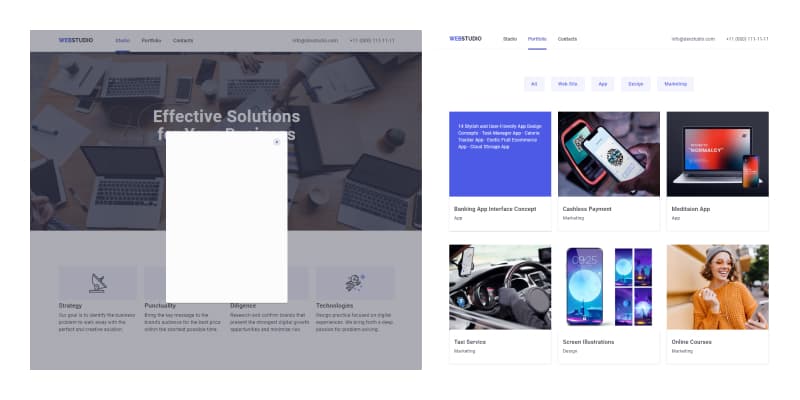 WEBSTUDIO
Studio
Portfolio
Contacts
info@devstudio.com
+11 (000) 111-11-11
Effective Solutions
for Your Business
Strategy
Our goal is to identify the business
problem to walk away with the
perfect and creative solution.
Punctuality
Bring the key message to the
brand's audience for the best price
within the shortest possible time.
Diligence
Research and confirm brands that
present the strongest digital growth
opportunities and minimize risk.
Technologies
Design practice focused on digital
experiences. We bring forth a deep
passion for problem-solving.
WEBSTUDIO
Studio
Portfolio
Contacts
info@devstudio.com
+11 (000) 111-11-11
All
Web Site
App
Design
Marketing
14 Stylish and User-Friendly App Design
Concepts · Task Manager App · Calorie
Tracker App · Exotic Fruit Ecommerce
App · Cloud Storage App
Banking App Interface Concept
App
Cashless Payment
Marketing
"NORMALCY"
Meditaion App
App
Taxi Service
Marketing
09:25
Screen Illustrations
Design
Online Courses
Marketing